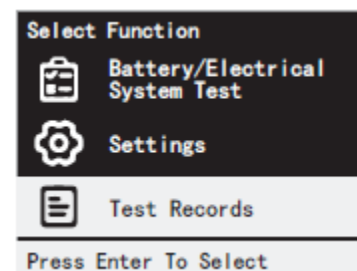 Select Function
Battery/Electrical
System Test
Settings
Test Records
Press Enter To Select